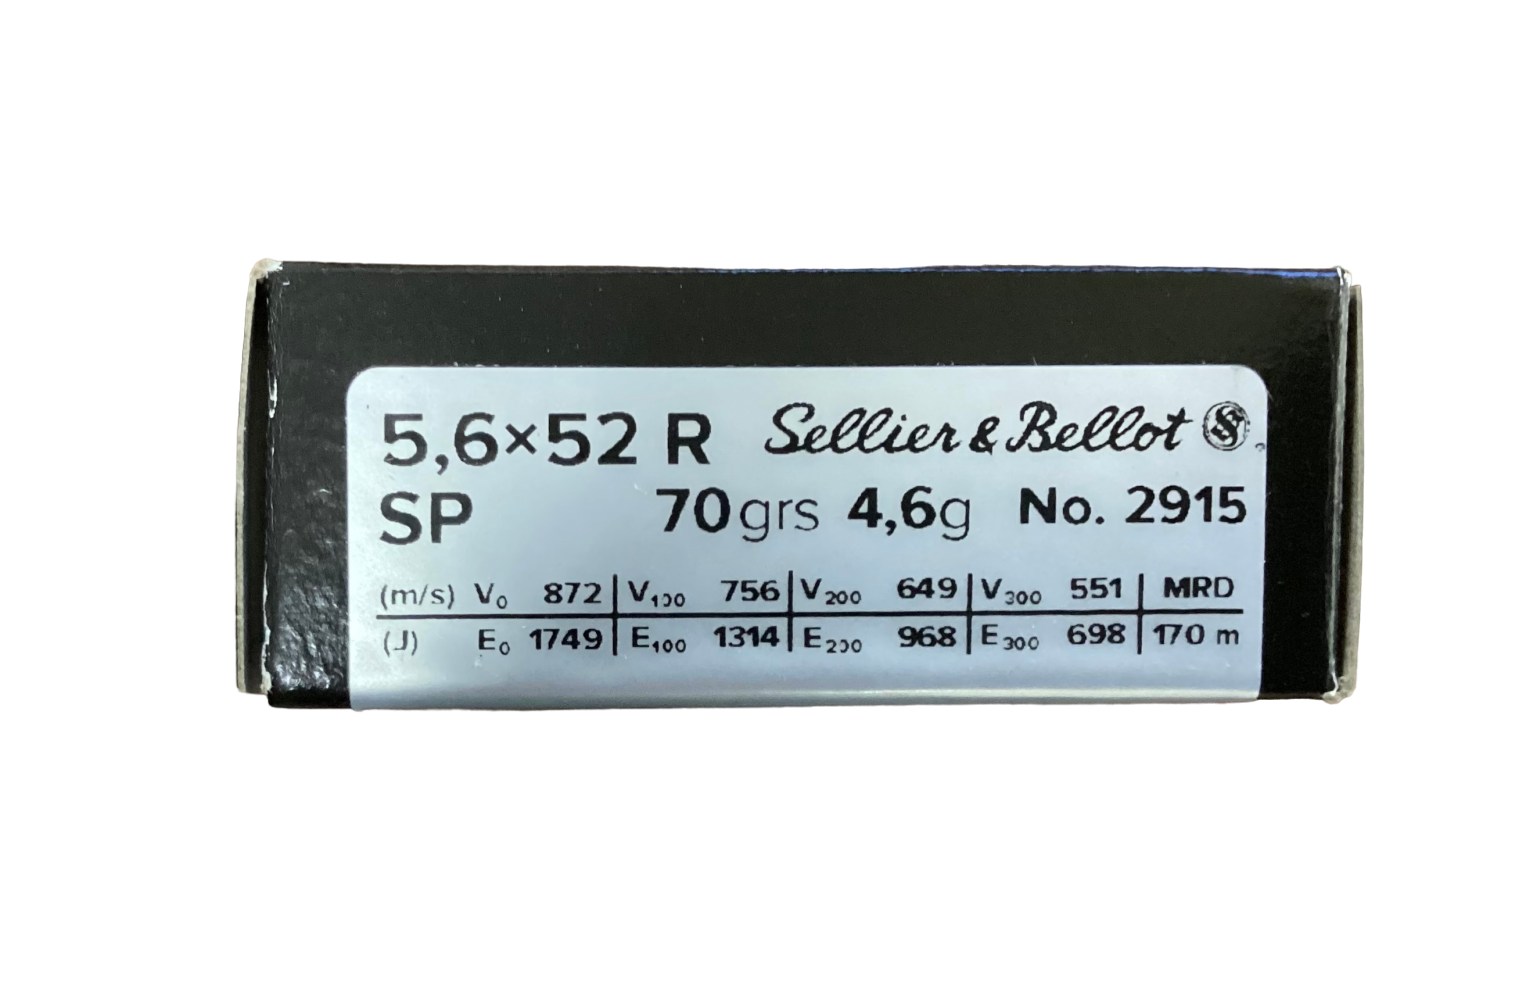 5,6×52 R Sellier & Bellot
SP 70grs 4,6g No. 2915
(m/s) V₀ 872 | V₁₀₀ 756 | V₂₀₀ 649 | V₃₀₀ 551 | MRD
(J) E₀ 1749 | E₁₀₀ 1314 | E₂₀₀ 968 | E₃₀₀ 698 | 170 m